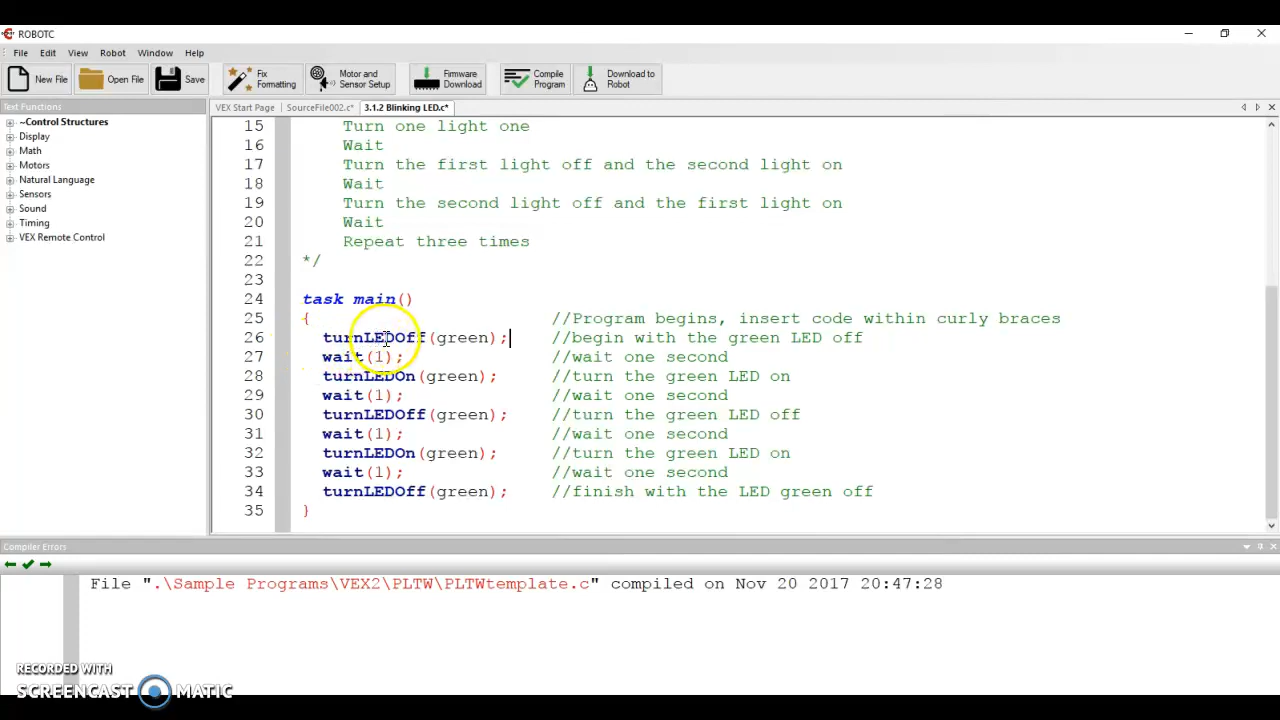 ROBOTC
File Edit View Robot Window Help
New File Open File Save Fix Formatting Motor and Sensor Setup Firmware Download Compile Program Download to Robot
Text Functions
VEX Start Page SourceFile002.c* 3.1.2 Blinking LED.c*
~Control Structures
Display
Math
Motors
Natural Language
Sensors
Sound
Timing
VEX Remote Control
15 Turn one light one
16 Wait
17 Turn the first light off and the second light on
18 Wait
19 Turn the second light off and the first light on
20 Wait
21 Repeat three times
22 */
23
24 task main()
25 { //Program begins, insert code within curly braces
26 turnLEDOff(green); //begin with the green LED off
27 wait(1); //wait one second
28 turnLEDOn(green); //turn the green LED on
29 wait(1); //wait one second
30 turnLEDOff(green); //turn the green LED off
31 wait(1); //wait one second
32 turnLEDOn(green); //turn the green LED on
33 wait(1); //wait one second
34 turnLEDOff(green); //finish with the LED green off
35 }
Compiler Errors
File ".\Sample Programs\VEX2\PLTW\PLTWtemplate.c" compiled on Nov 20 2017 20:47:28
RECORDED WITH
SCREENCAST MATIC